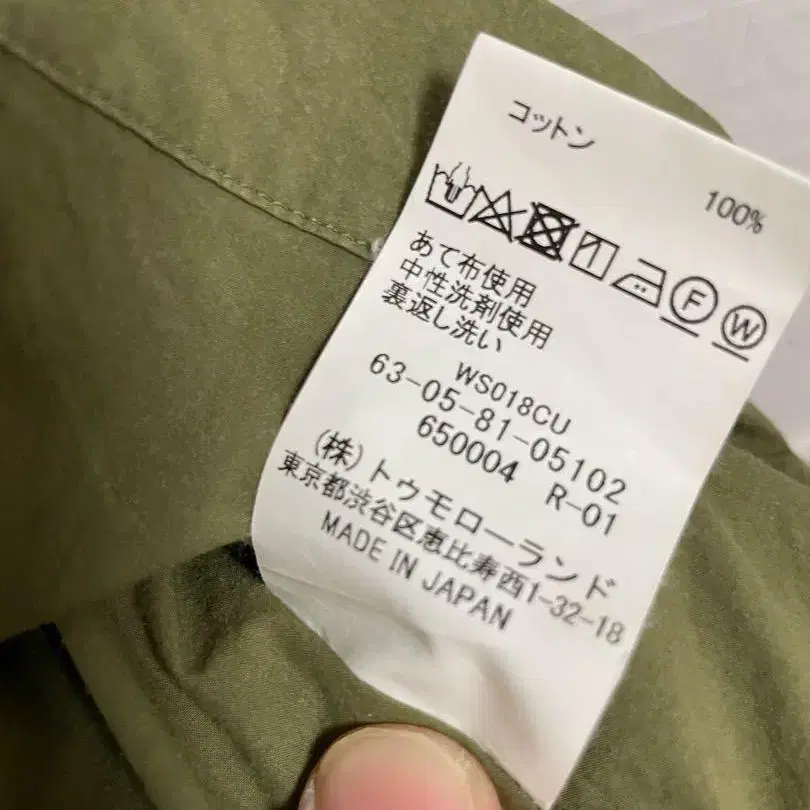 コットン
100%
F W
あて布使用
中性洗剤使用
裏返し洗い
WS018CU
63-05-81-05102
650004 R-01
(株)トゥモローランド
東京都渋谷区恵比寿西1-32-18
MADE IN JAPAN